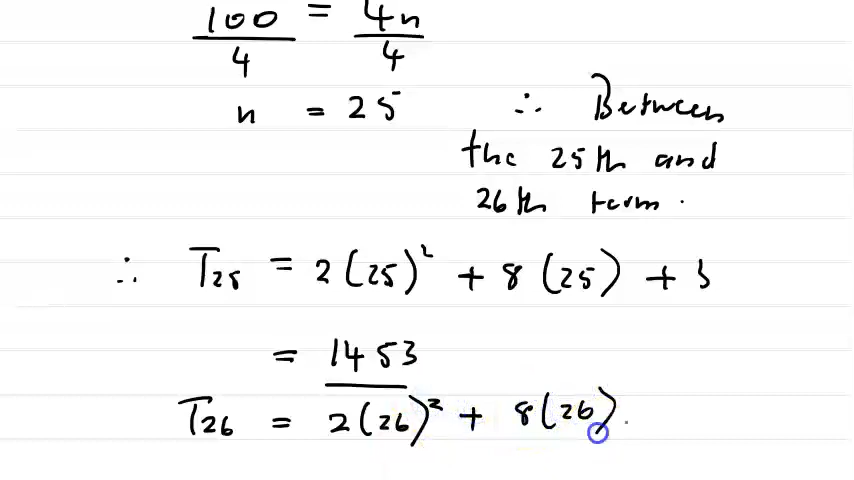 100 = 4n
4 4
n = 25 ∴ Between
the 25th and
26th term.
∴ T₂₅ = 2(25)² + 8(25) + 3
= 1453
T₂₆ = 2(26)² + 8(26)